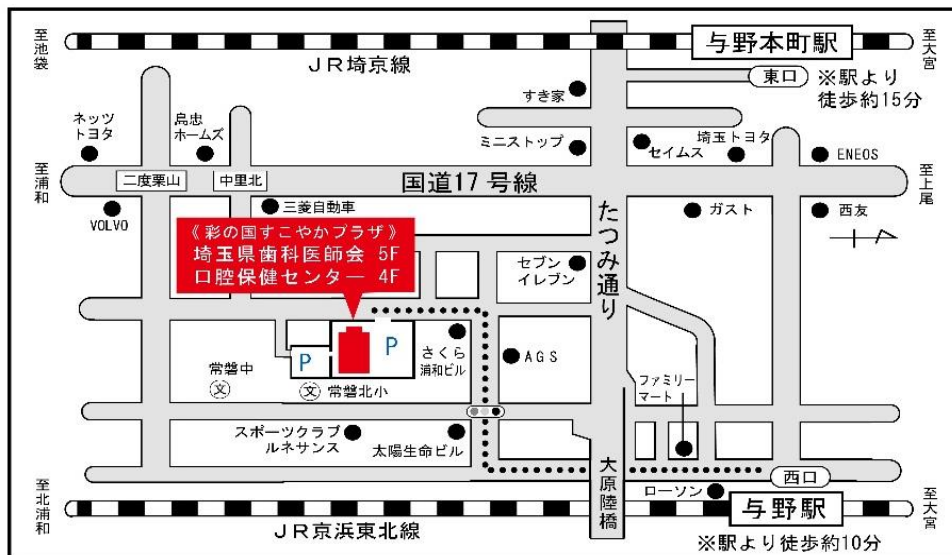 至池袋
JR埼京線
与野本町駅
至大宮
東口
※駅より
徒歩約15分
すき家
ネッツ
トヨタ
島忠
ホームズ
ミニストップ
セイムス
埼玉トヨタ
ENEOS
至浦和
二度栗山
中里北
国道17号線
至上尾
VOLVO
三菱自動車
たつみ通り
ガスト
西友
《彩の国すこやかプラザ》
埼玉県歯科医師会 5F
口腔保健センター 4F
セブン
イレブン
P
P
さくら
浦和ビル
AGS
常盤中
文
文
常磐北小
ファミリー
マート
スポーツクラブ
ルネサンス
太陽生命ビル
大原陸橋
西口
ローソン
至北浦和
JR京浜東北線
与野駅
至大宮
※駅より徒歩約10分